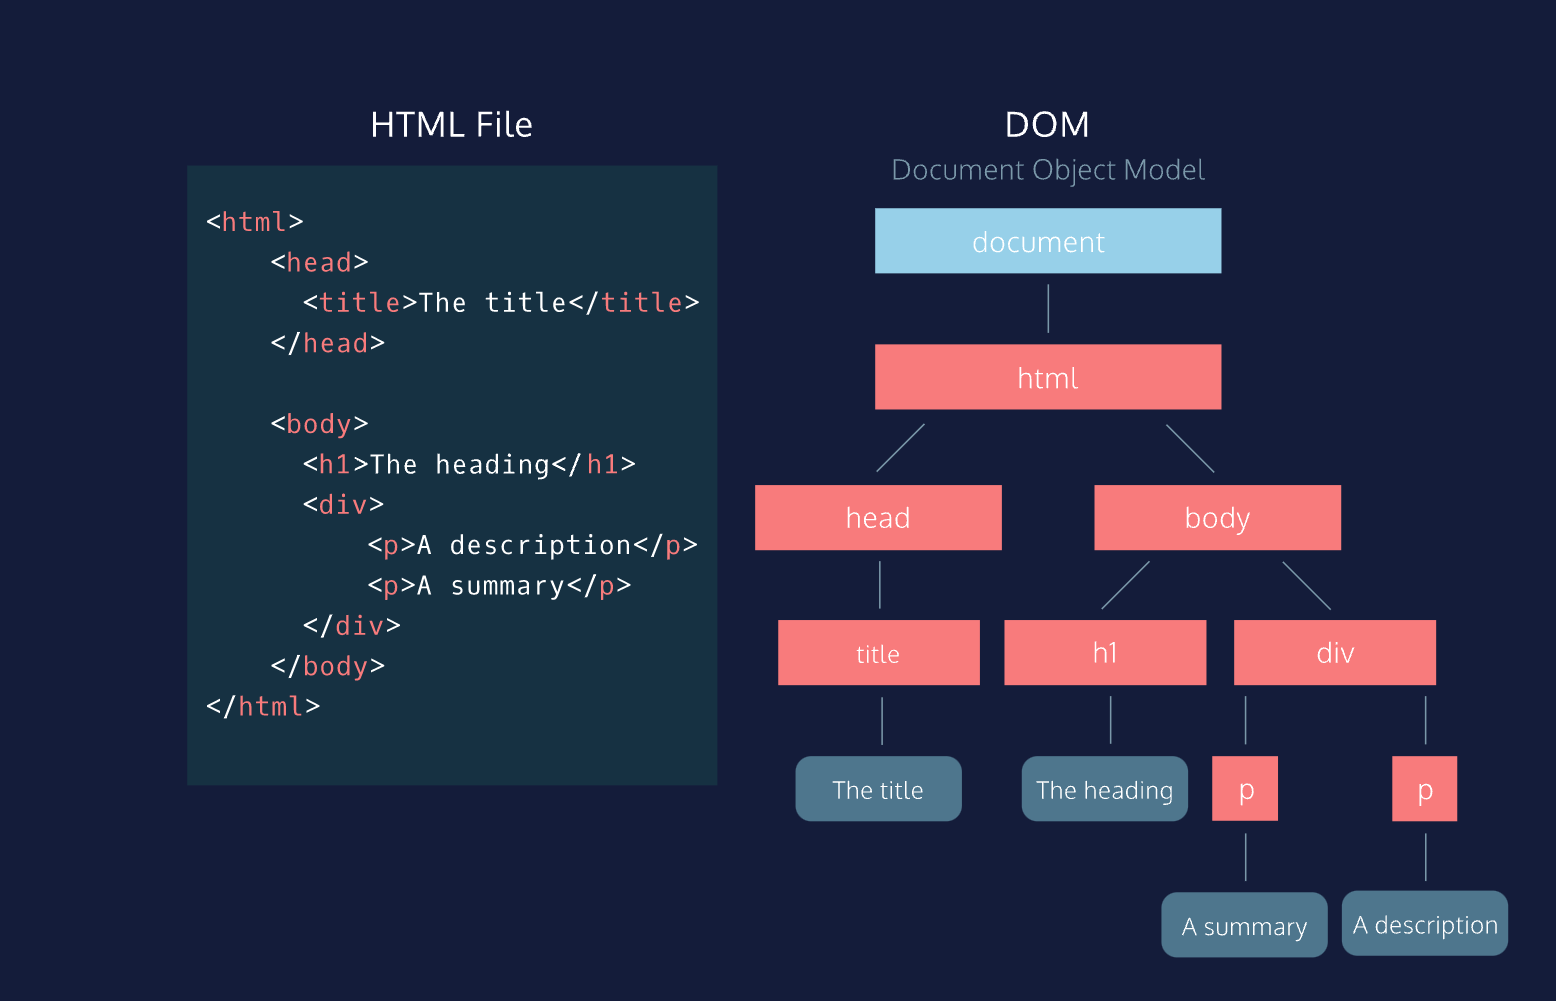 HTML File
<html>
<head>
<title>The title</title>
</head>
<body>
<h1>The heading</h1>
<div>
<p>A description</p>
<p>A summary</p>
</div>
</body>
</html>
DOM
Document Object Model
document
html
head body
title h1 div
The title The heading p p
A summary A description